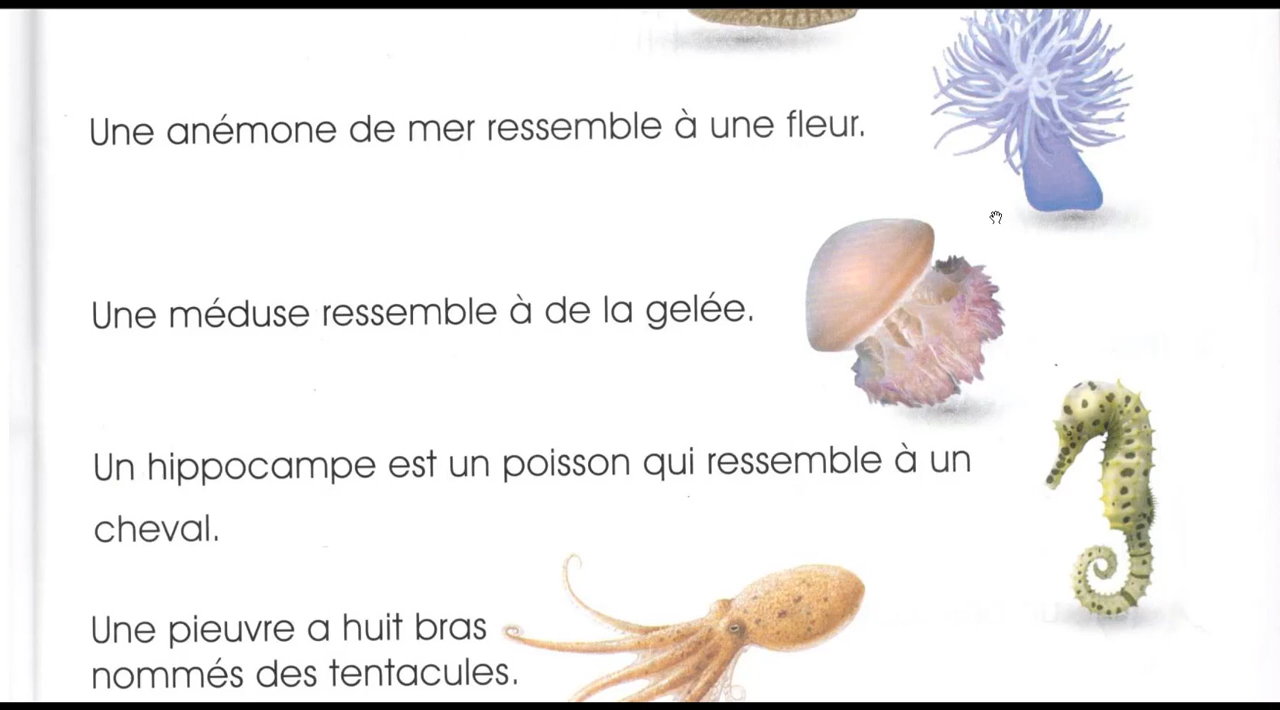 Une anémone de mer ressemble à une fleur.
Une méduse ressemble à de la gelée.
Un hippocampe est un poisson qui ressemble à un
cheval.
Une pieuvre a huit bras
nommés des tentacules.